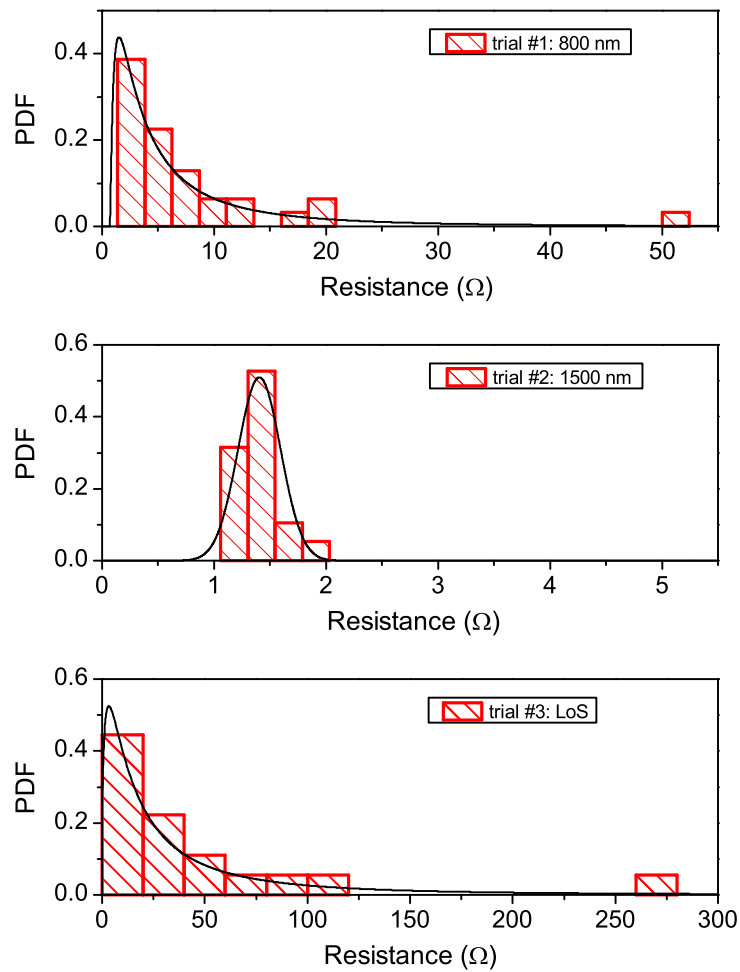 0.4
0.2
0.0
PDF
trial #1: 800 nm
0 10 20 30 40 50
Resistance (Ω)
0.6
0.4
0.2
0.0
PDF
trial #2: 1500 nm
0 1 2 3 4 5
Resistance (Ω)
0.6
0.4
0.2
0.0
PDF
trial #3: LoS
0 50 100 150 200 250 300
Resistance (Ω)